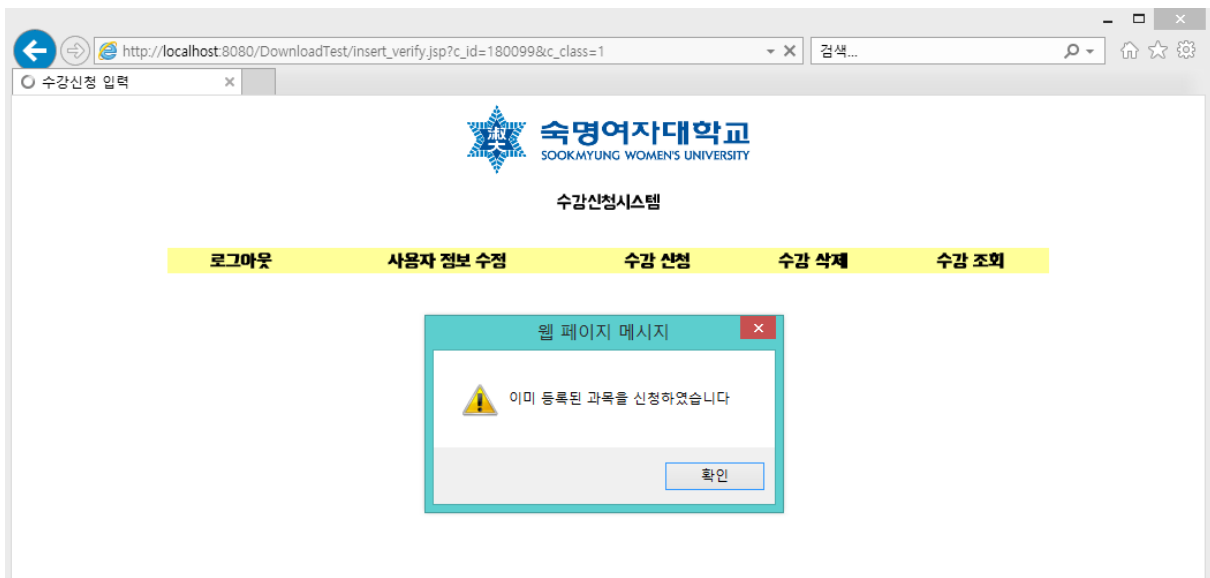 http://localhost:8080/DownloadTest/insert_verify.jsp?c_id=180099&c_class=1
검색...
수강신청 입력
숙명여자대학교
SOOKMYUNG WOMEN'S UNIVERSITY
수강신청시스템
로그아웃 사용자 정보 수정 수강 신청 수강 삭제 수강 조회
웹 페이지 메시지
이미 등록된 과목을 신청하였습니다
확인